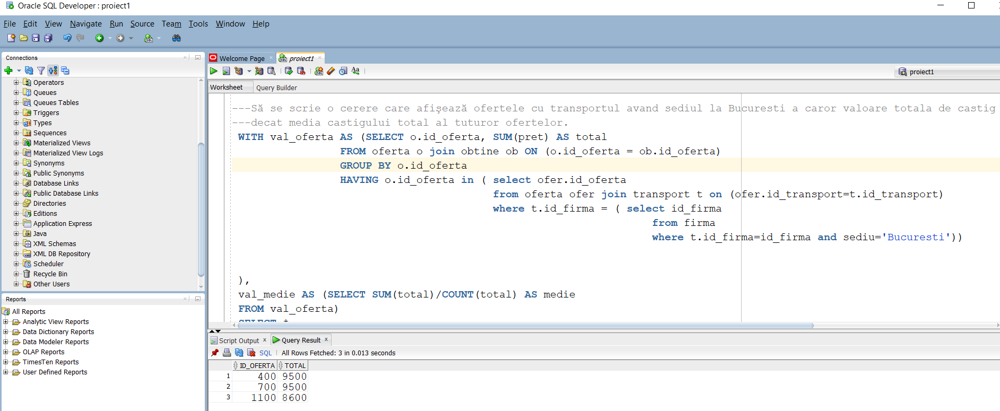 Oracle SQL Developer : proiect1
File Edit View Navigate Run Source Team Tools Window Help
Connections
Operators
Queues
Queues Tables
Triggers
Types
Sequences
Materialized Views
Materialized View Logs
Synonyms
Public Synonyms
Database Links
Public Database Links
Directories
Editions
Application Express
Java
XML Schemas
XML DB Repository
Scheduler
Recycle Bin
Other Users
Reports
All Reports
Analytic View Reports
Data Dictionary Reports
Data Modeler Reports
OLAP Reports
TimesTen Reports
User Defined Reports
Welcome Page proiect1
proiect1
Worksheet Query Builder
---Să se scrie o cerere care afișează ofertele cu transportul avand sediul la Bucuresti a caror valoare totala de castig
---decat media castigului total al tuturor ofertelor.
WITH val_oferta AS (SELECT o.id_oferta, SUM(pret) AS total
FROM oferta o join obtine ob ON (o.id_oferta = ob.id_oferta)
GROUP BY o.id_oferta
HAVING o.id_oferta in ( select ofer.id_oferta
from oferta ofer join transport t on (ofer.id_transport=t.id_transport)
where t.id_firma = ( select id_firma
from firma
where t.id_firma=id_firma and sediu='Bucuresti'))
),
val_medie AS (SELECT SUM(total)/COUNT(total) AS medie
FROM val_oferta)
SELECT *
Script Output Query Result
SQL All Rows Fetched: 3 in 0.013 seconds
ID_OFERTA TOTAL
1 400 9500
2 700 9500
3 1100 8600